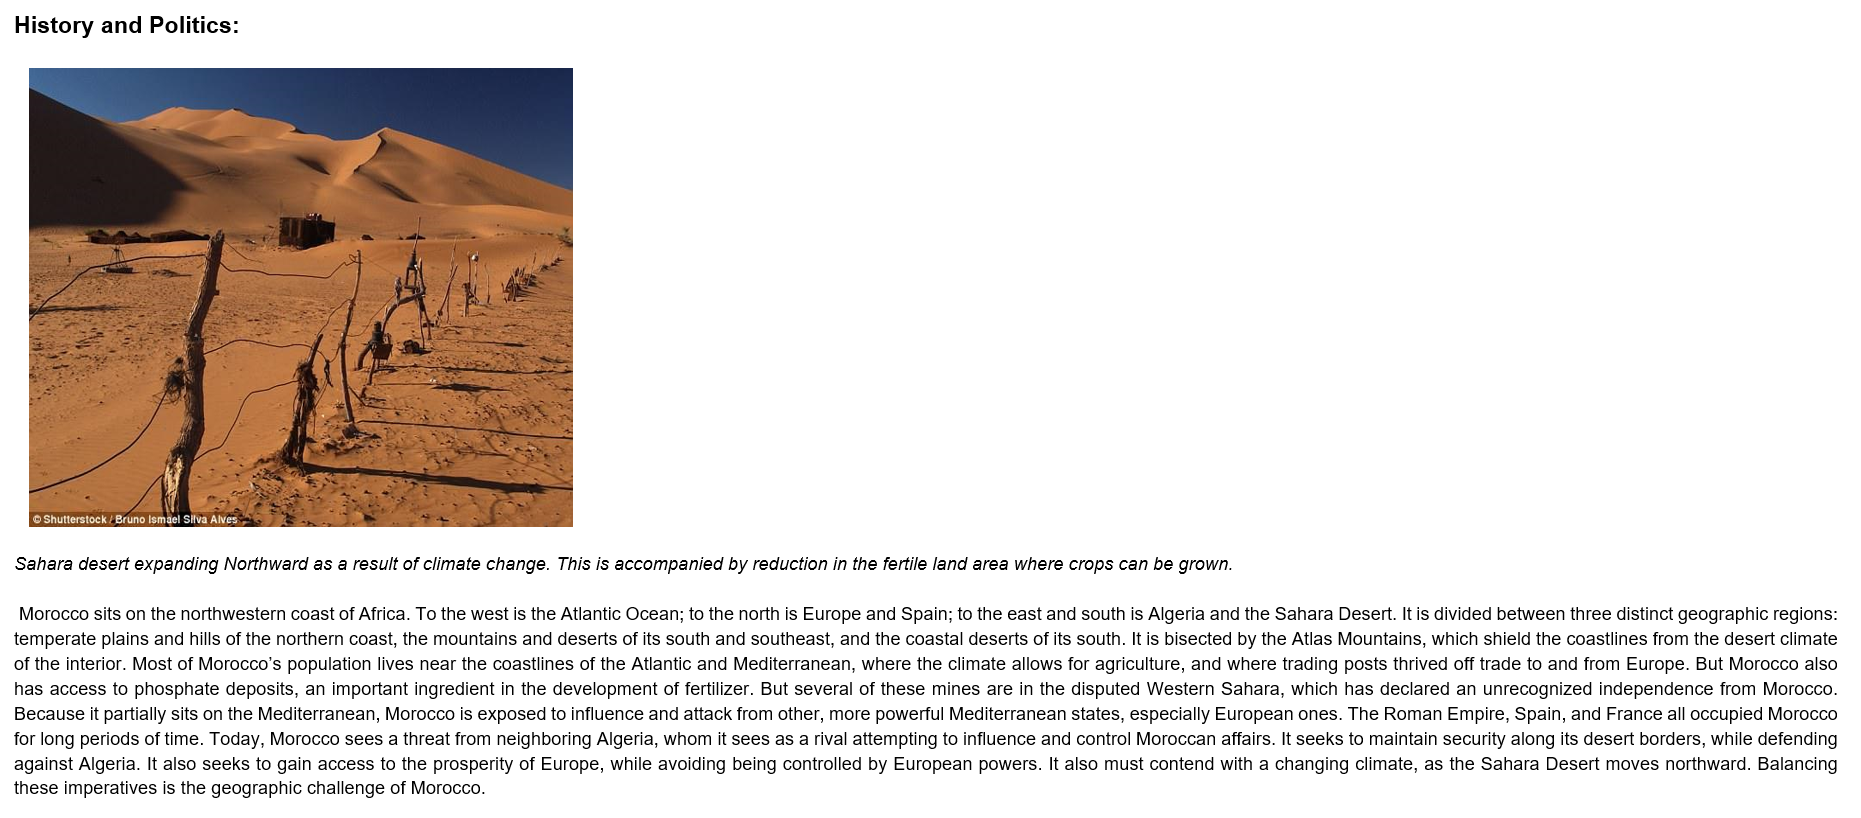 History and Politics:
© Shutterstock / Bruno Ismael Silva Alves
Sahara desert expanding Northward as a result of climate change. This is accompanied by reduction in the fertile land area where crops can be grown.
Morocco sits on the northwestern coast of Africa. To the west is the Atlantic Ocean; to the north is Europe and Spain; to the east and south is Algeria and the Sahara Desert. It is divided between three distinct geographic regions:
temperate plains and hills of the northern coast, the mountains and deserts of its south and southeast, and the coastal deserts of its south. It is bisected by the Atlas Mountains, which shield the coastlines from the desert climate
of the interior. Most of Morocco’s population lives near the coastlines of the Atlantic and Mediterranean, where the climate allows for agriculture, and where trading posts thrived off trade to and from Europe. But Morocco also
has access to phosphate deposits, an important ingredient in the development of fertilizer. But several of these mines are in the disputed Western Sahara, which has declared an unrecognized independence from Morocco.
Because it partially sits on the Mediterranean, Morocco is exposed to influence and attack from other, more powerful Mediterranean states, especially European ones. The Roman Empire, Spain, and France all occupied Morocco
for long periods of time. Today, Morocco sees a threat from neighboring Algeria, whom it sees as a rival attempting to influence and control Moroccan affairs. It seeks to maintain security along its desert borders, while defending
against Algeria. It also seeks to gain access to the prosperity of Europe, while avoiding being controlled by European powers. It also must contend with a changing climate, as the Sahara Desert moves northward. Balancing
these imperatives is the geographic challenge of Morocco.